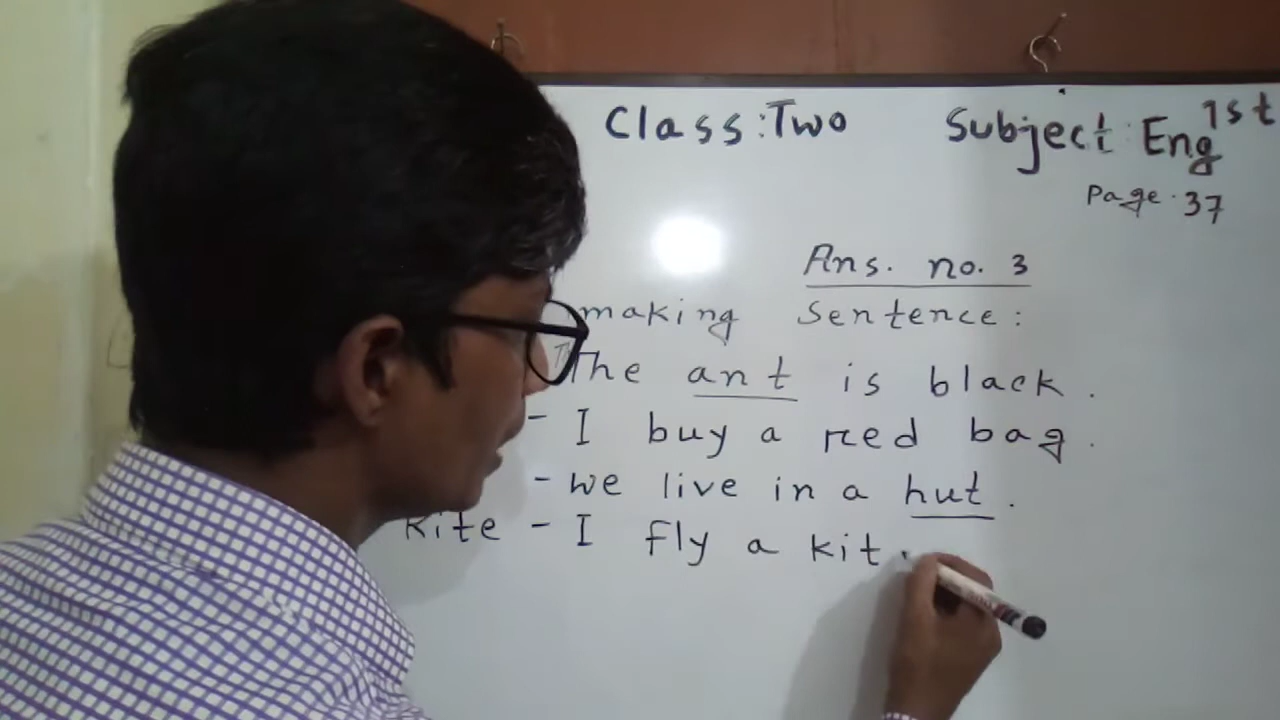 Class: Two
Subject: Eng 1st
Page. 37
Ans. no. 3
making Sentence:
The ant is black.
- I buy a red bag.
- we live in a hut.
Kite - I fly a kit